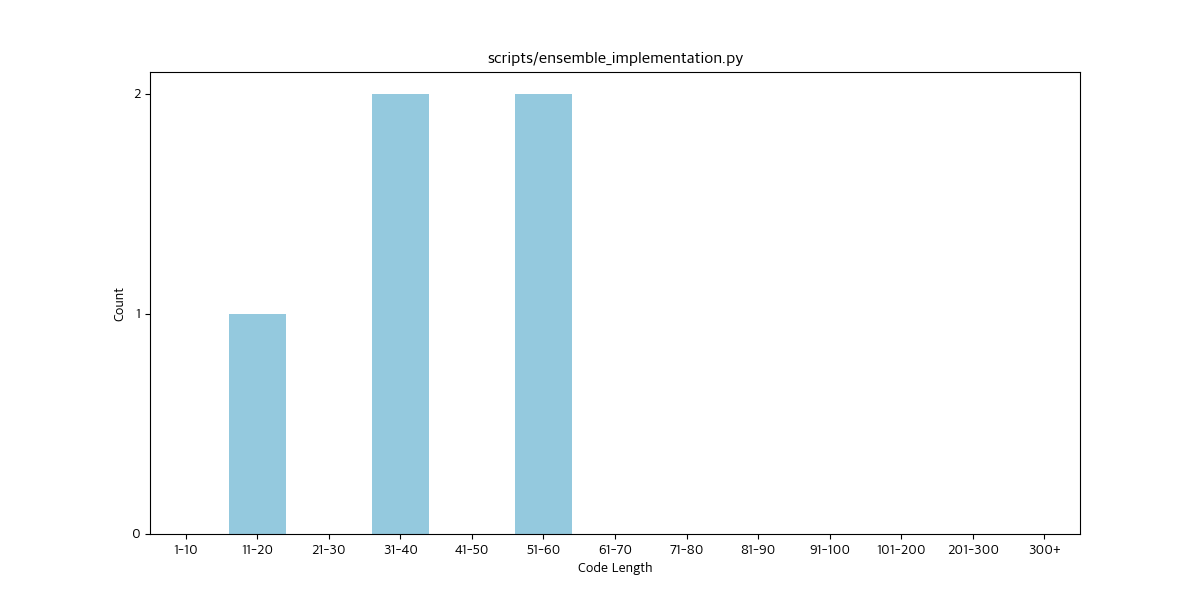 scripts/ensemble_implementation.py
2
1
0
Count
1-10 11-20 21-30 31-40 41-50 51-60 61-70 71-80 81-90 91-100 101-200 201-300 300+
Code Length